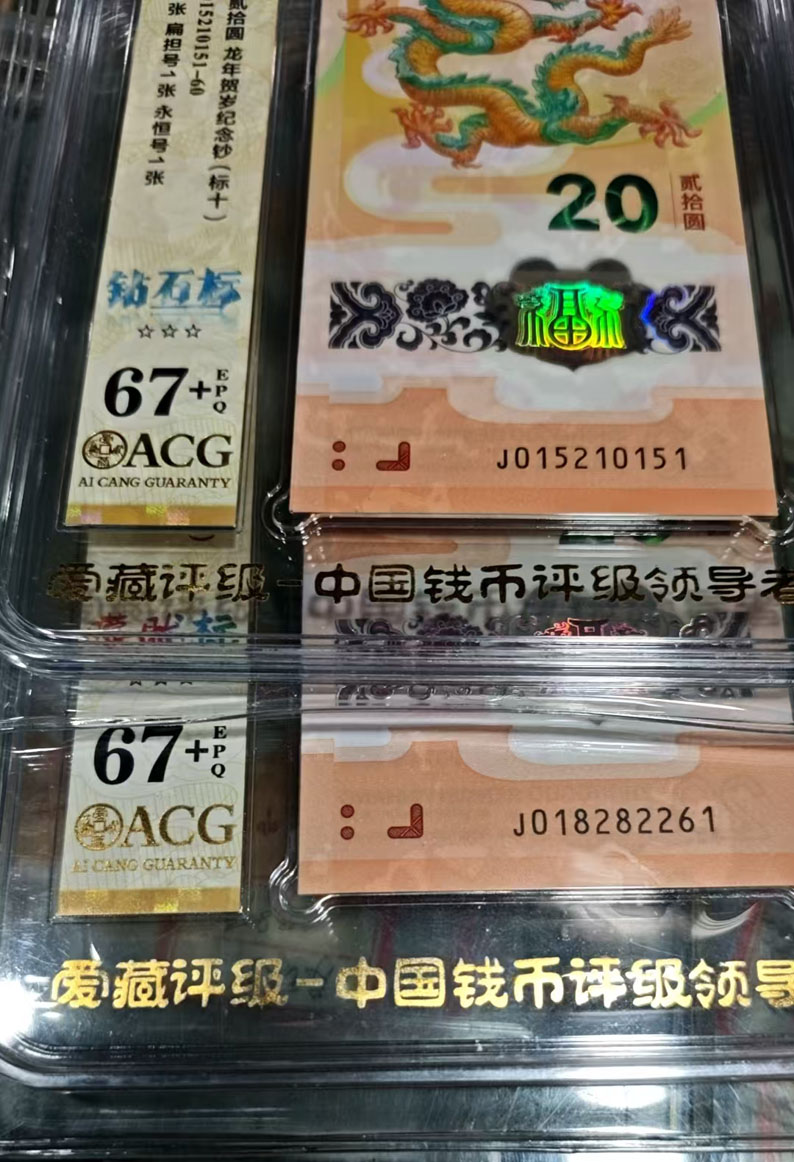 贰拾圆 龙年贺岁纪念钞(标十)
15210151-60
张 扁担号1张 永恒号1张
钻石标
☆☆☆
67+EPQ
ACG
AI CANG GUARANTY
20
贰拾圆
福
J015210151
爱藏评级-中国钱币评级领导者
标
67+EPQ
ACG
AI CANG GUARANTY
J018282261
爱藏评级-中国钱币评级领导